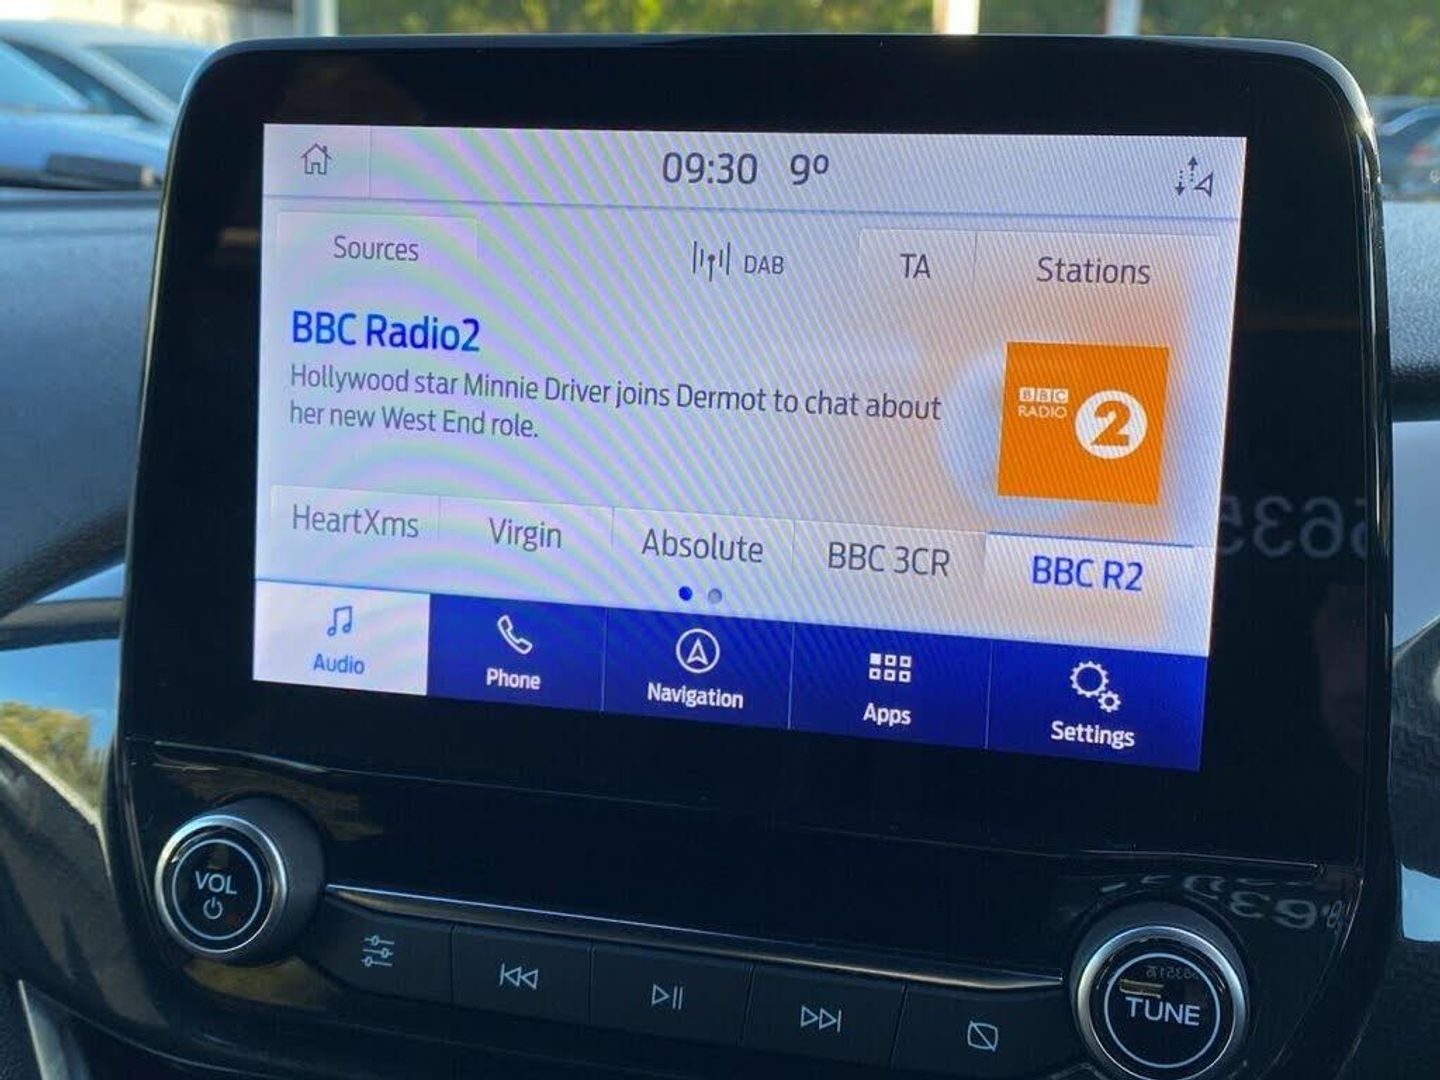 09:30 9º
Sources
DAB
TA
Stations
BBC Radio2
Hollywood star Minnie Driver joins Dermot to chat about
her new West End role.
BBC
RADIO
2
HeartXms
Virgin
Absolute
BBC 3CR
BBC R2
Audio
Phone
Navigation
Apps
Settings
VOL
TUNE